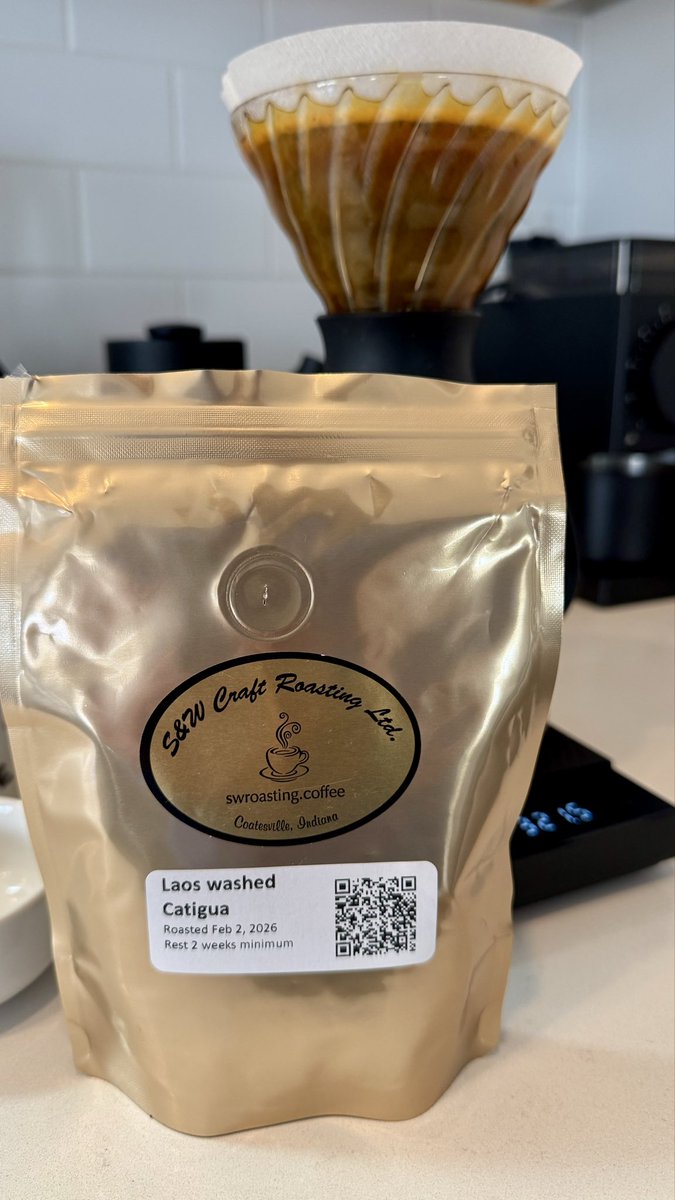 S&W Craft Roasting Ltd.
swroasting.coffee
Coatesville, Indiana
Laos washed
Catigua
Roasted Feb 2, 2026
Rest 2 weeks minimum